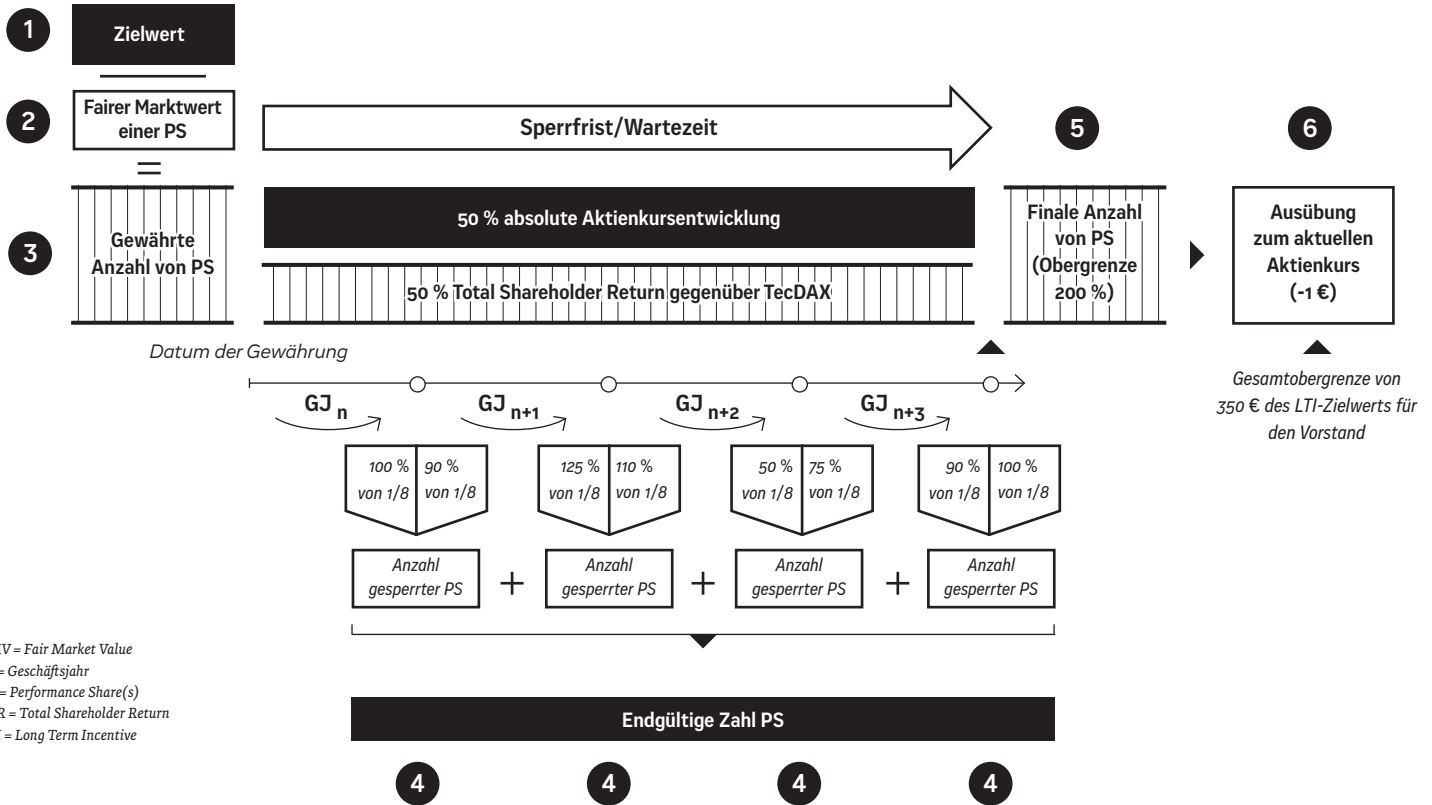 1
Zielwert
2
Fairer Marktwert
einer PS
=
3
Gewährte
Anzahl von PS
Sperrfrist/Wartezeit
50 % absolute Aktienkursentwicklung
50 % Total Shareholder Return gegenüber TecDAX
5
Finale Anzahl
von PS
(Obergrenze
200 %)
6
Ausübung
zum aktuellen
Aktienkurs
(-1 €)
Gesamtobergrenze von
350 € des LTI-Zielwerts für
den Vorstand
Datum der Gewährung
GJ n
GJ n+1
GJ n+2
GJ n+3
100 % 90 %
von 1/8 von 1/8
125 % 110 %
von 1/8 von 1/8
50 % 75 %
von 1/8 von 1/8
90 % 100 %
von 1/8 von 1/8
Anzahl
gesperrter PS
+
Anzahl
gesperrter PS
+
Anzahl
gesperrter PS
+
Anzahl
gesperrter PS
V = Fair Market Value
= Geschäftsjahr
= Performance Share(s)
R = Total Shareholder Return
= Long Term Incentive
Endgültige Zahl PS
4 4 4 4